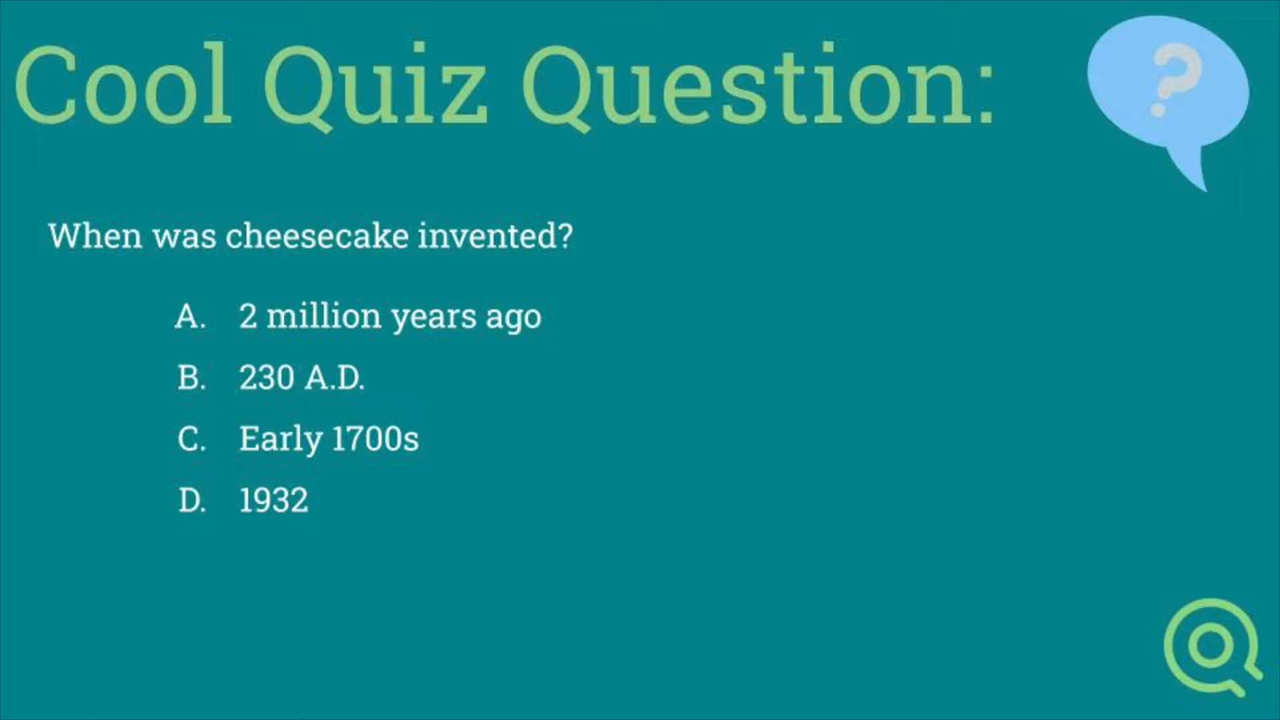 Cool Quiz Question:
?
When was cheesecake invented?
A. 2 million years ago
B. 230 A.D.
C. Early 1700s
D. 1932